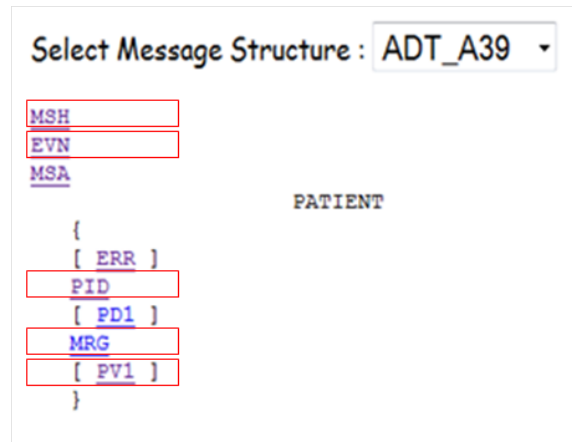 Select Message Structure : ADT_A39
MSH
EVN
MSA
PATIENT
{
[ ERR ]
PID
[ PD1 ]
MRG
[ PV1 ]
}